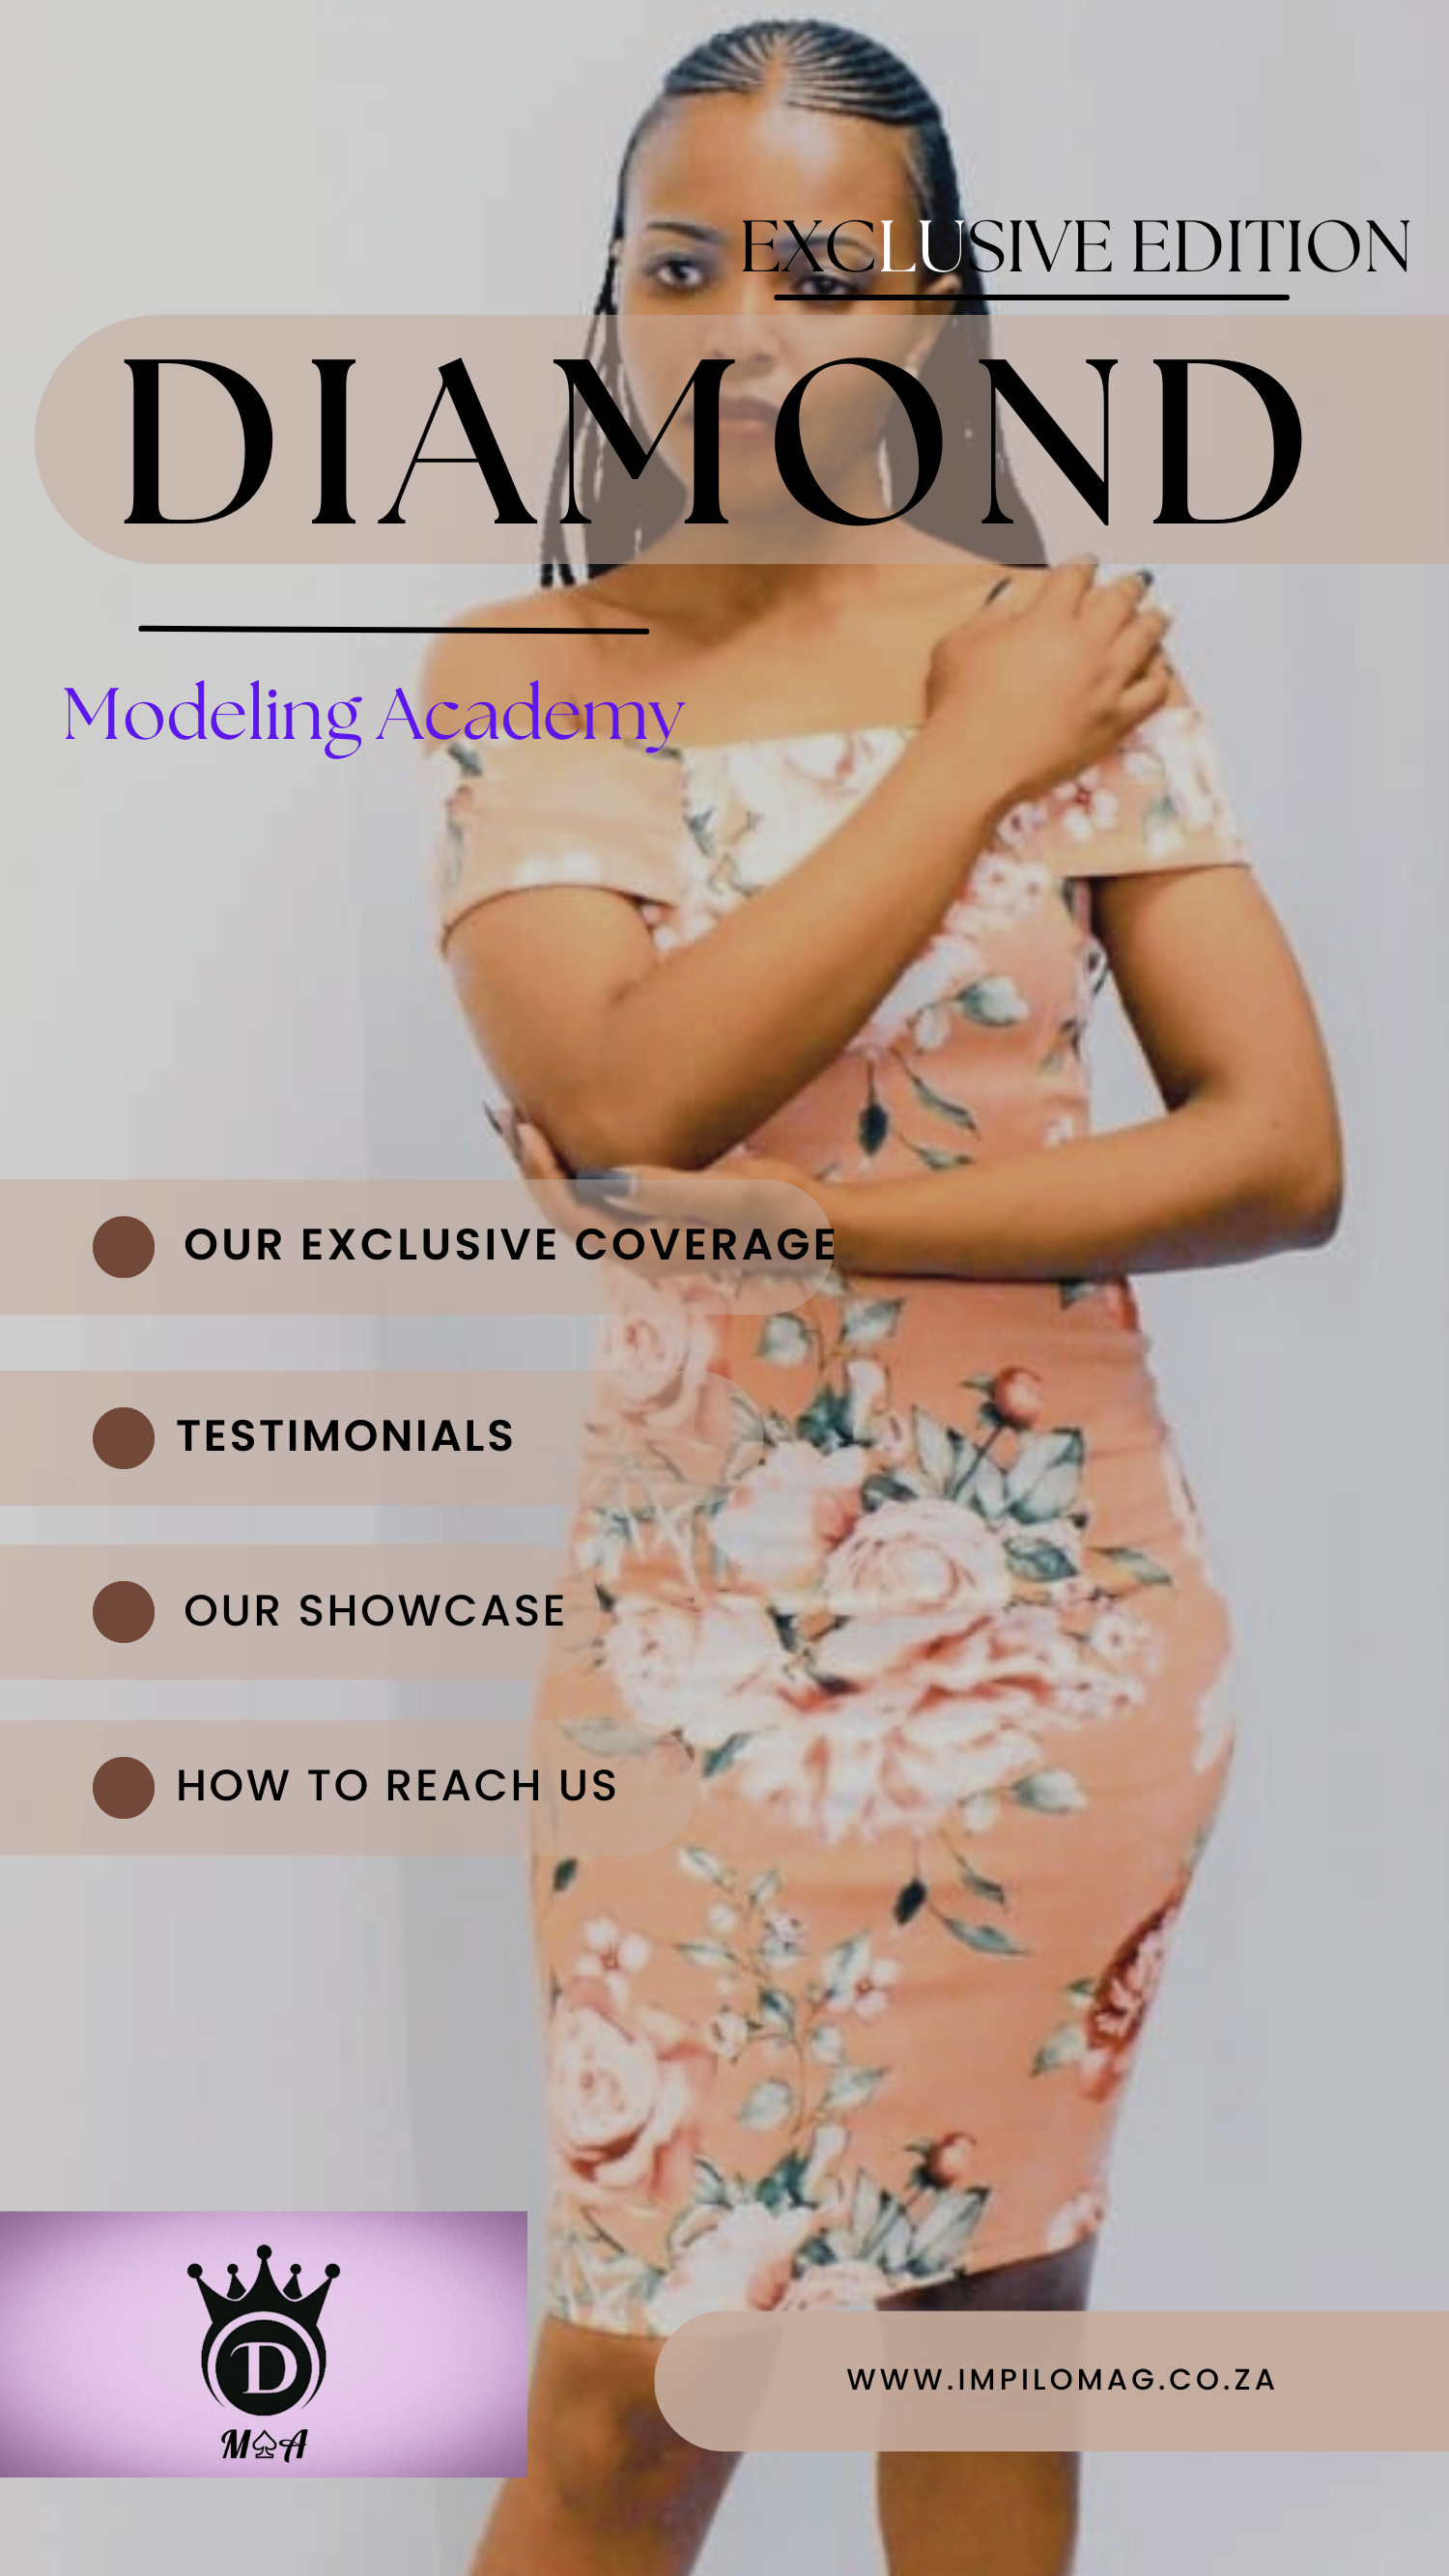 EXCLUSIVE EDITION
DIAMOND
Modeling Academy
OUR EXCLUSIVE COVERAGE
TESTIMONIALS
OUR SHOWCASE
HOW TO REACH US
D
M♤A
WWW.IMPILOMAG.CO.ZA